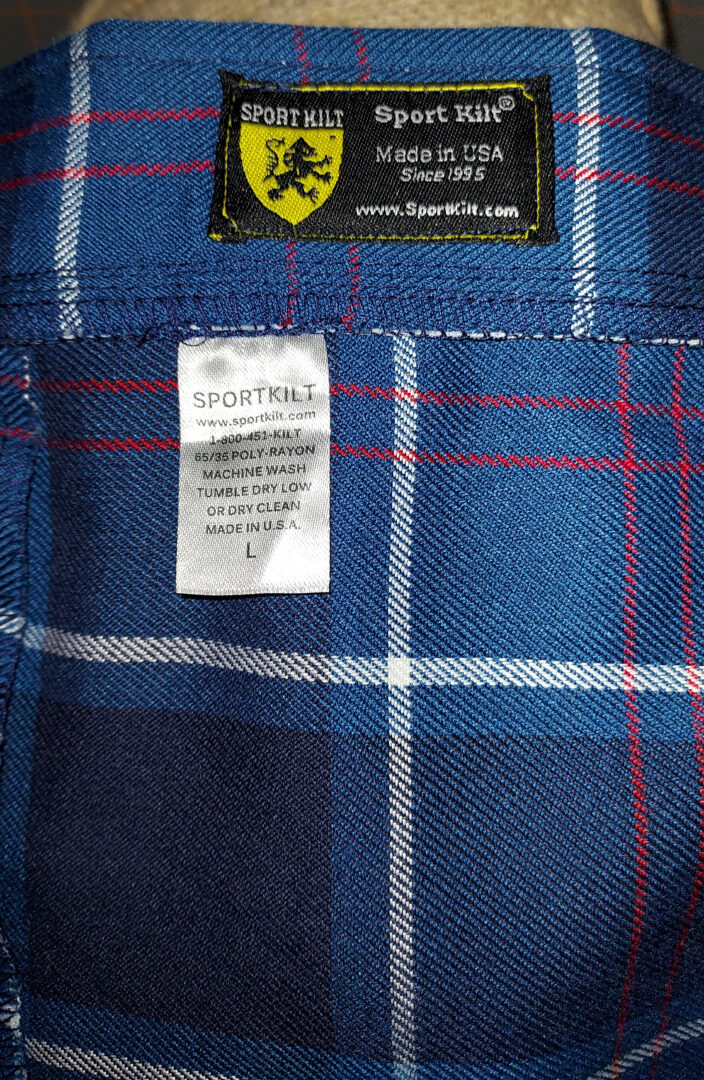 SPORT KILT
Sport Kilt®
Made in USA
Since 1995
www.SportKilt.com
SPORTKILT
www.sportkilt.com
1-800-451-KILT
65/35 POLY-RAYON
MACHINE WASH
TUMBLE DRY LOW
OR DRY CLEAN
MADE IN U.S.A.
L